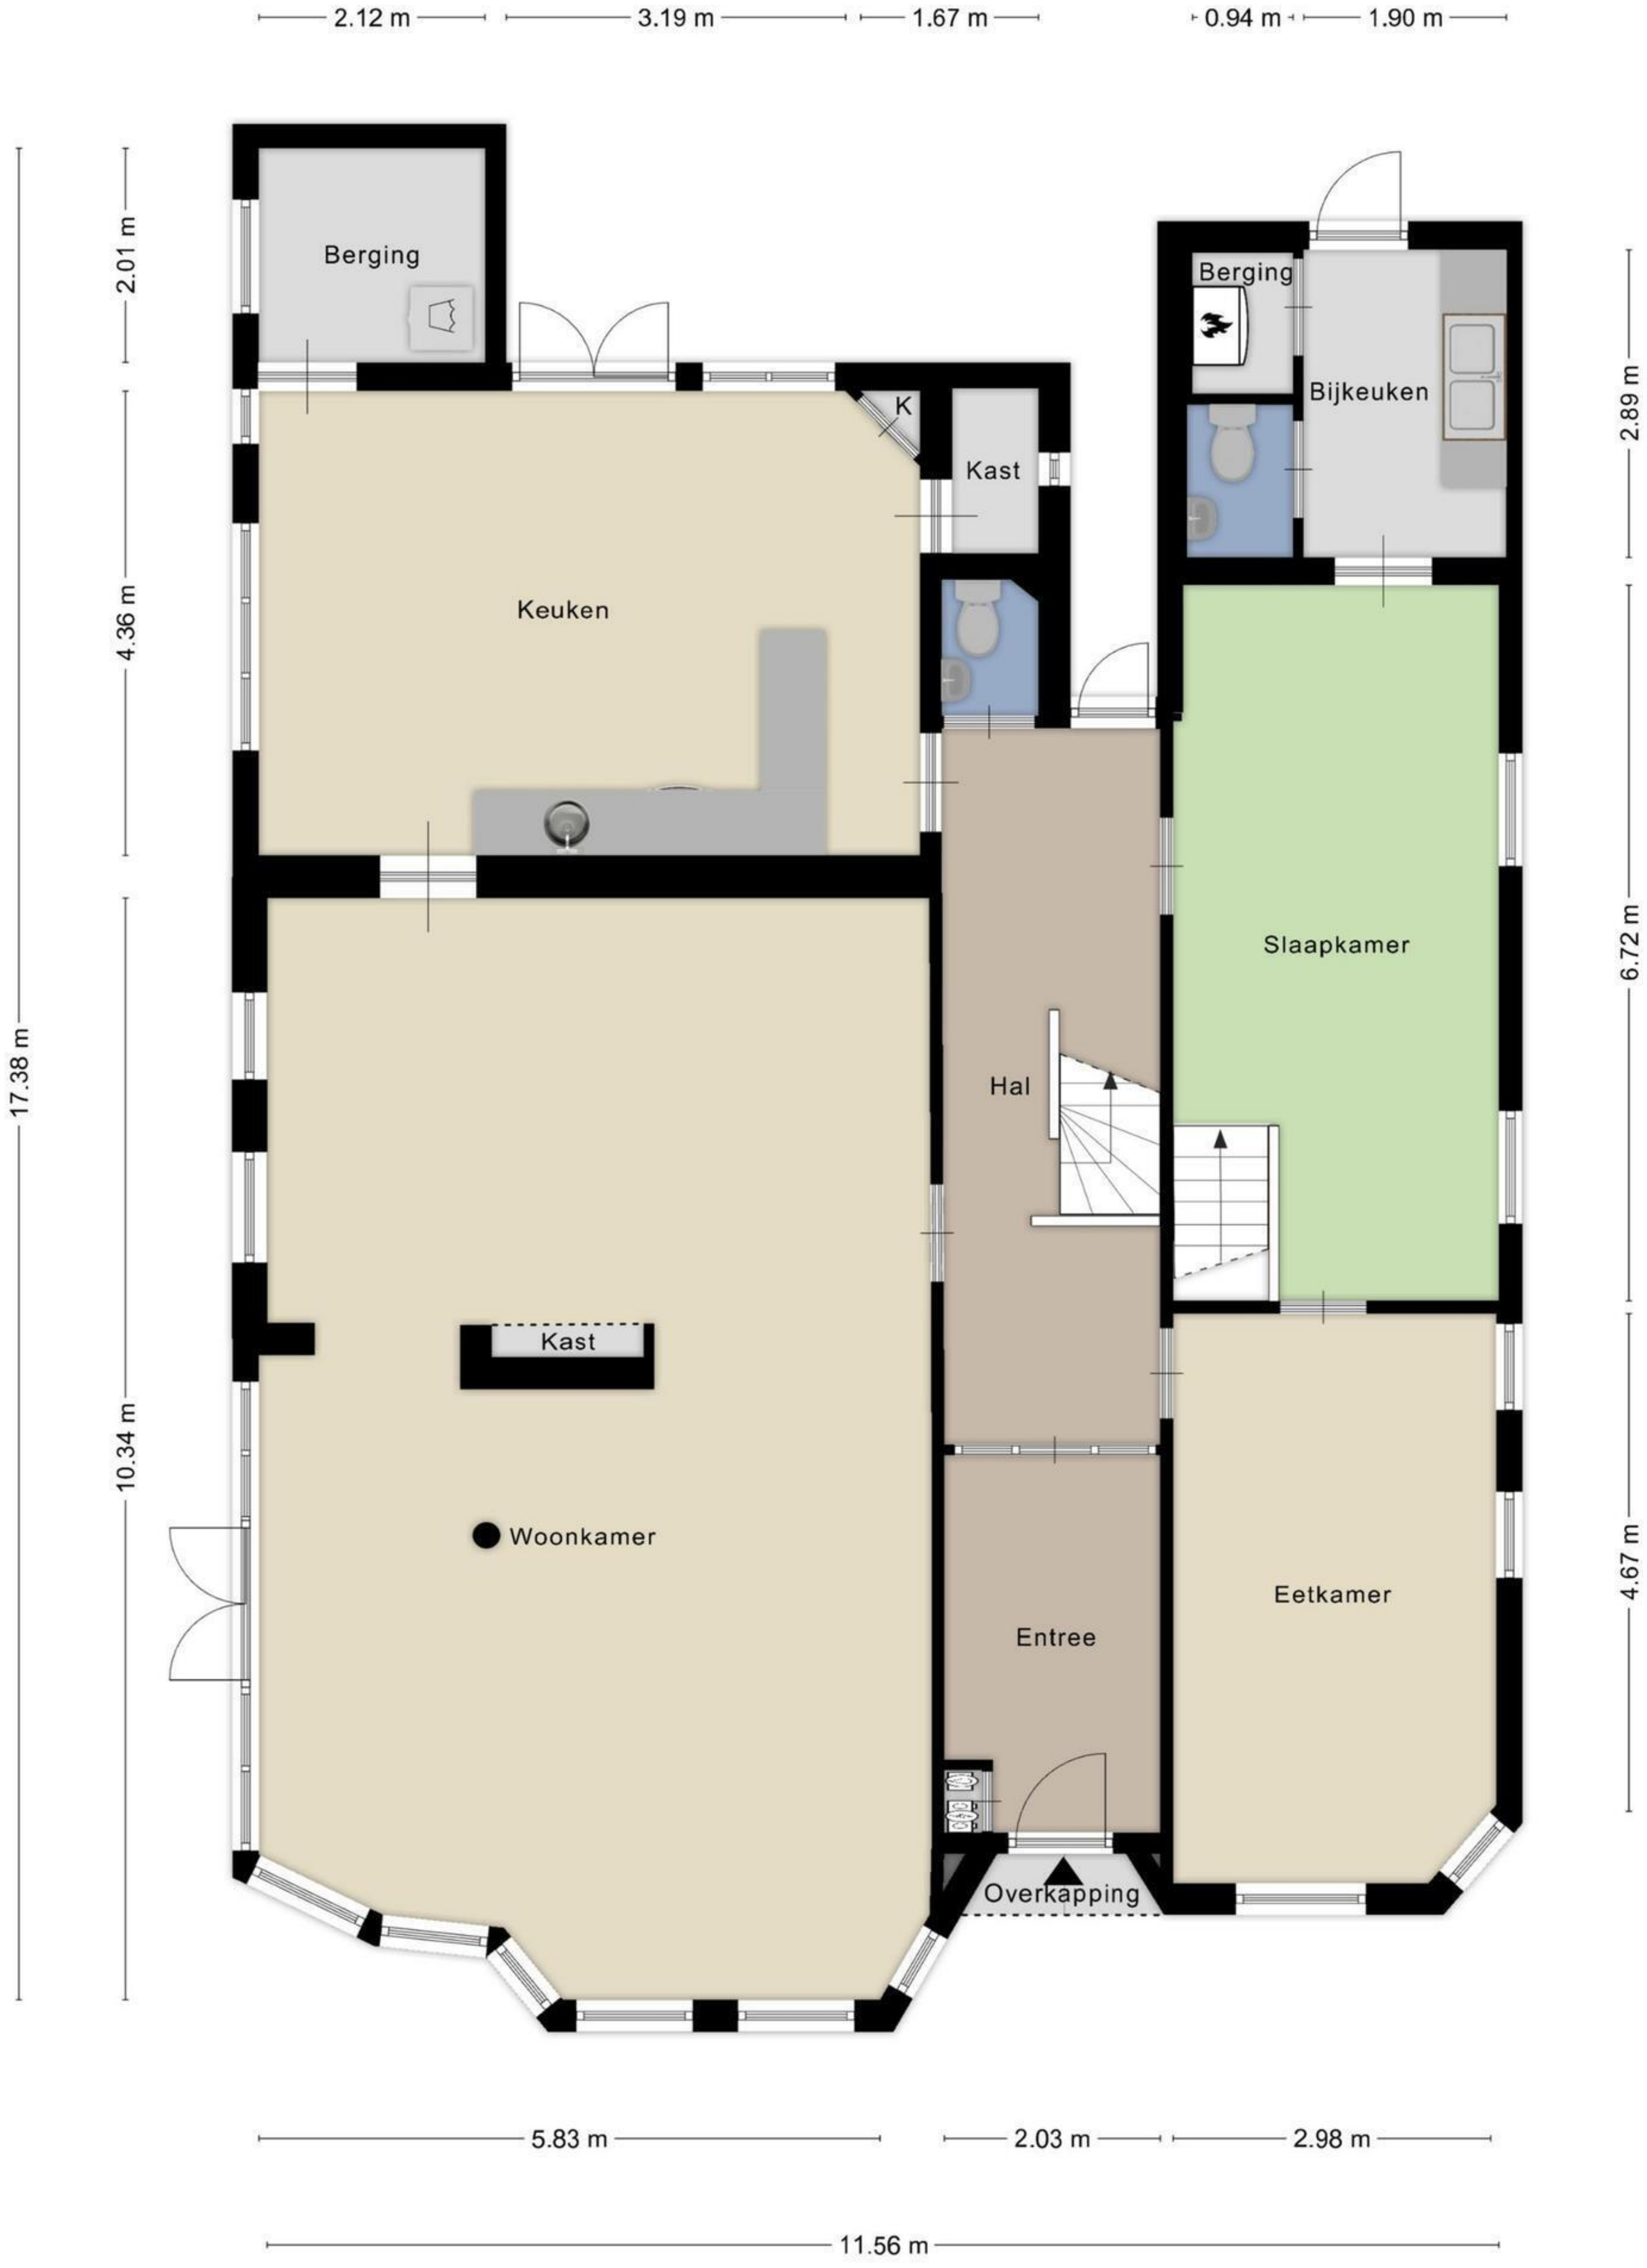 2.12 m
3.19 m
1.67 m
0.94 m
1.90 m
2.01 m
Berging
Berging
Bijkeuken
2.89 m
K
Kast
Keuken
4.36 m
Slaapkamer
6.72 m
17.38 m
Hal
Kast
10.34 m
Woonkamer
4.67 m
Eetkamer
Entree
Overkapping
5.83 m
2.03 m
2.98 m
11.56 m